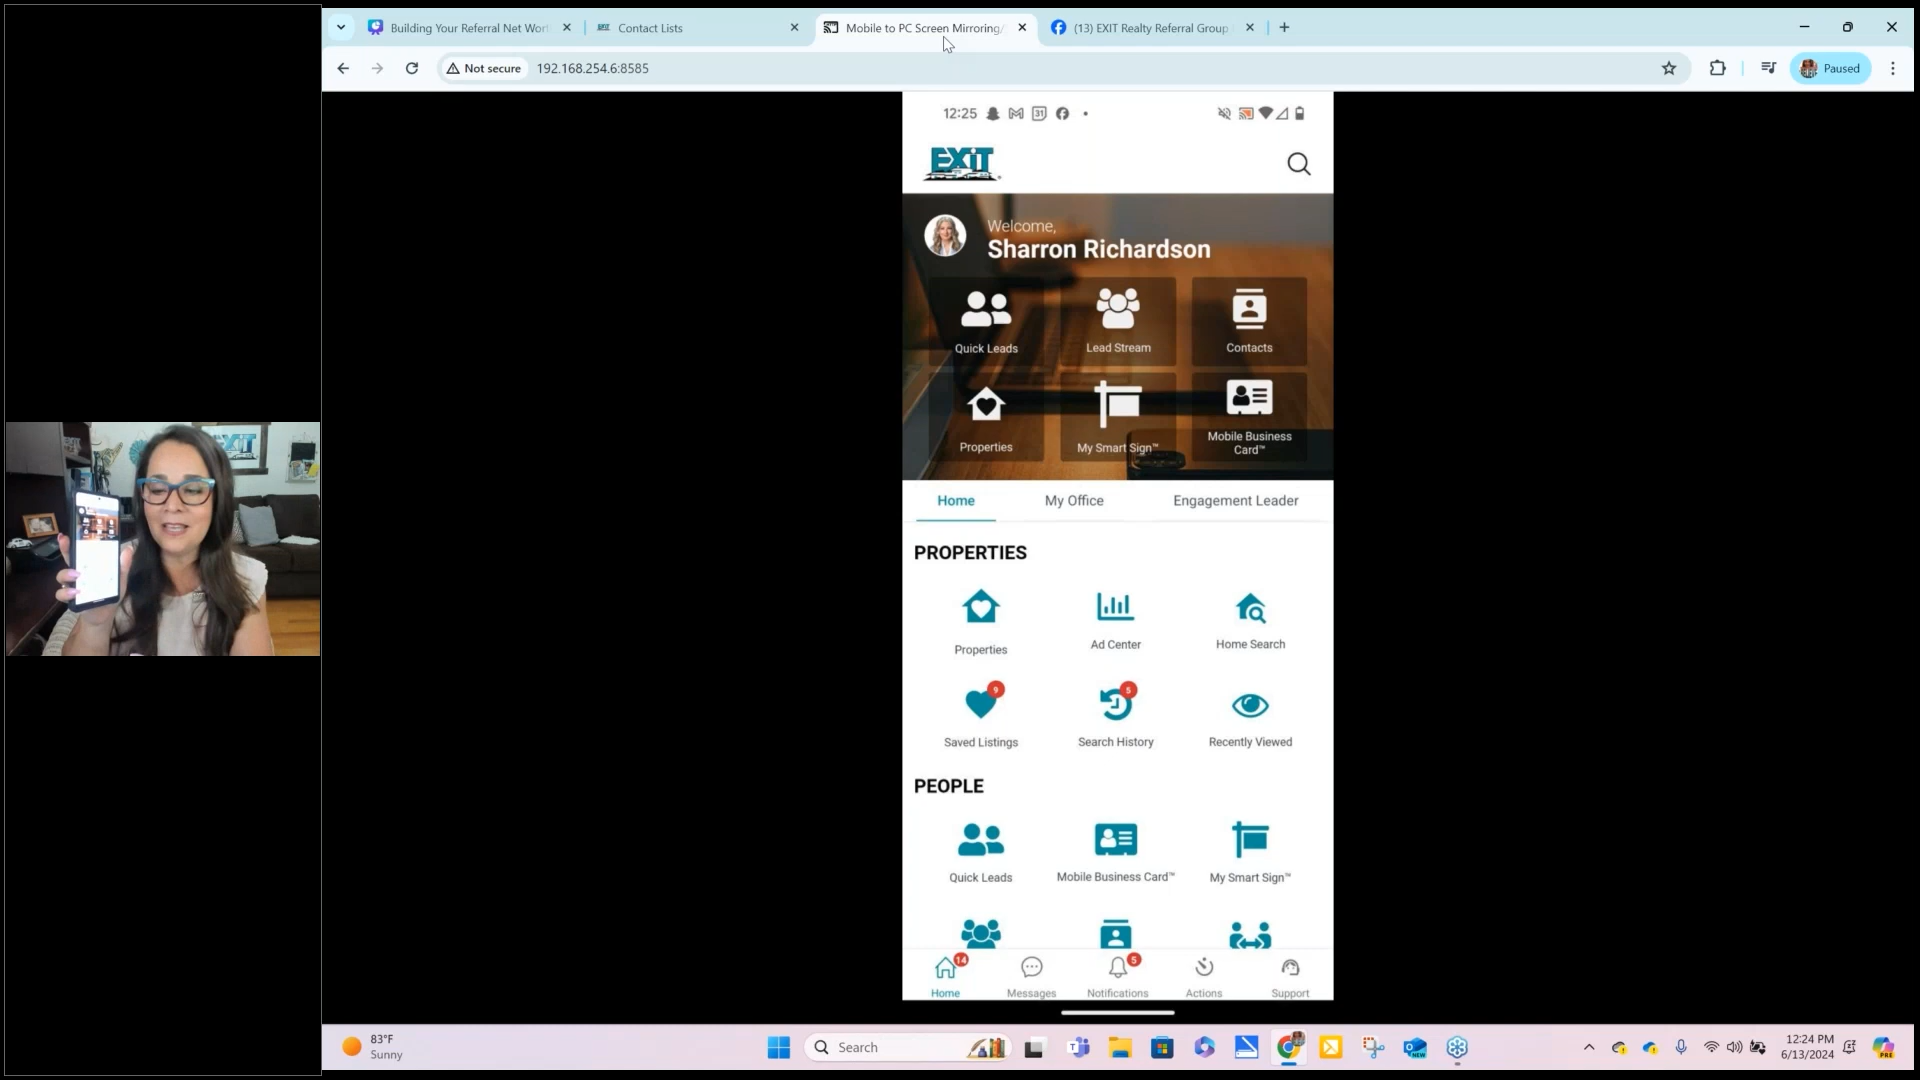 Building Your Referral Net Wor
Contact Lists
Mobile to PC Screen Mirroring/
(13) EXIT Realty Referral Group
Not secure
192.168.254.6:8585
Paused
12:25
31
EXIT
Welcome,
Sharron Richardson
Quick Leads
Lead Stream
Contacts
Properties
My Smart Sign™
Mobile Business
Card™
Home
My Office
Engagement Leader
PROPERTIES
Properties
Ad Center
Home Search
9
5
Saved Listings
Search History
Recently Viewed
PEOPLE
Quick Leads
Mobile Business Card™
My Smart Sign™
14
5
Home
Messages
Notifications
Actions
Support
83°F
Sunny
Search
12:24 PM
6/13/2024